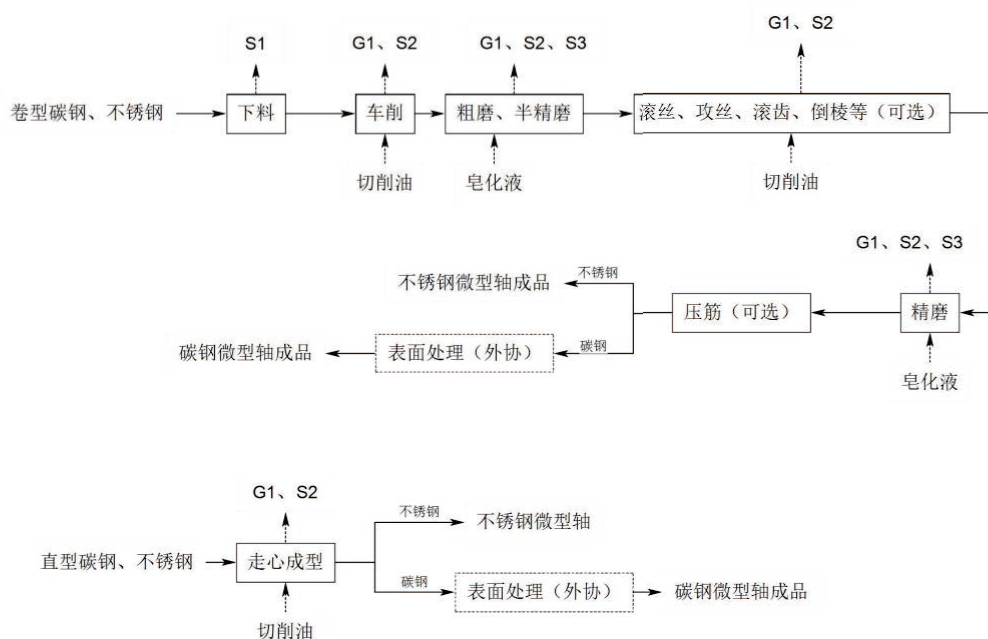 S1
G1、S2
G1、S2、S3
G1、S2
卷型碳钢、不锈钢
下料
车削
粗磨、半精磨
滚丝、攻丝、滚齿、倒棱等（可选）
切削油
皂化液
切削油
G1、S2、S3
不锈钢
不锈钢微型轴成品
压筋（可选）
精磨
碳钢微型轴成品
表面处理（外协）
碳钢
皂化液
G1、S2
不锈钢
不锈钢微型轴
直型碳钢、不锈钢
走心成型
碳钢
表面处理（外协）
碳钢微型轴成品
切削油